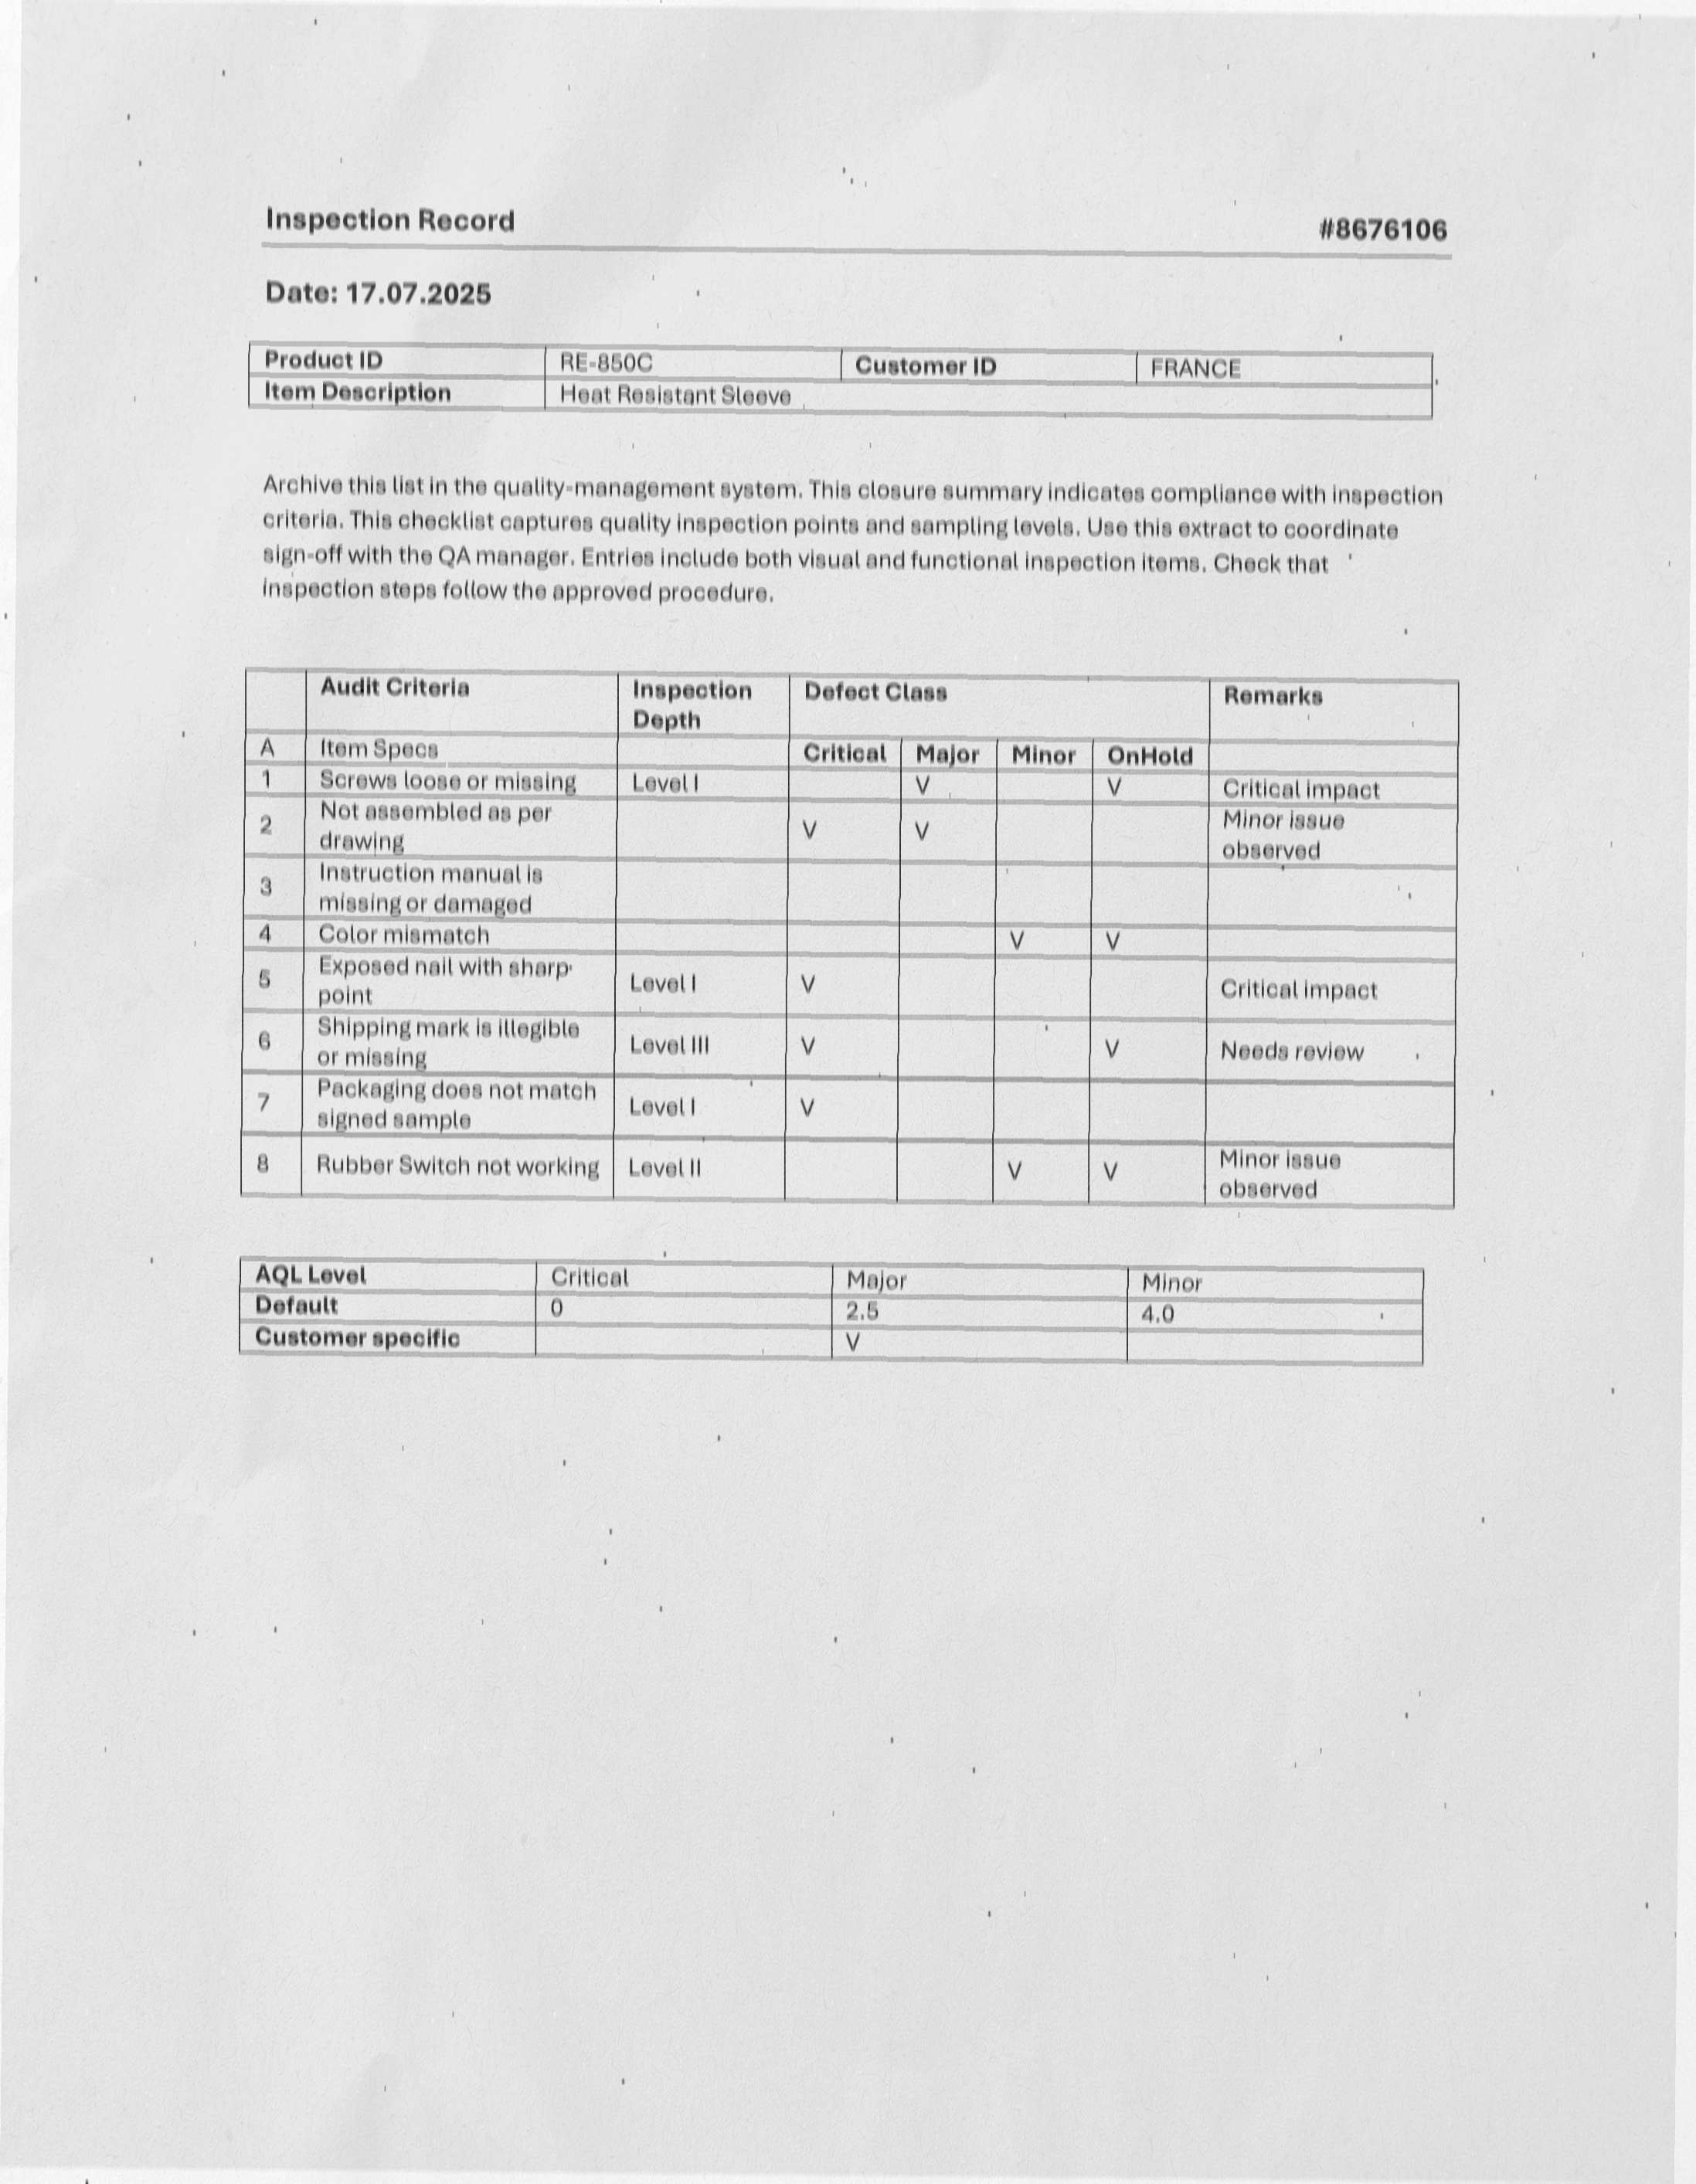 Inspection Record #8676106
Date: 17.07.2025
Product ID RE-850C Customer ID FRANCE
Item Description Heat Resistant Sleeve
Archive this list in the quality-management system. This closure summary indicates compliance with inspection
criteria. This checklist captures quality inspection points and sampling levels. Use this extract to coordinate
sign-off with the QA manager. Entries include both visual and functional inspection items. Check that
inspection steps follow the approved procedure.
Audit Criteria Inspection Depth Defect Class Remarks
A Item Specs Critical Major Minor OnHold
1 Screws loose or missing Level I V V Critical impact
2 Not assembled as per drawing V V Minor issue observed
3 Instruction manual is missing or damaged
4 Color mismatch V V
5 Exposed nail with sharp point Level I V Critical impact
6 Shipping mark is illegible or missing Level III V V Needs review
7 Packaging does not match signed sample Level I V
8 Rubber Switch not working Level II V V Minor issue observed
AQL Level Critical Major Minor
Default 0 2.5 4.0
Customer specific V